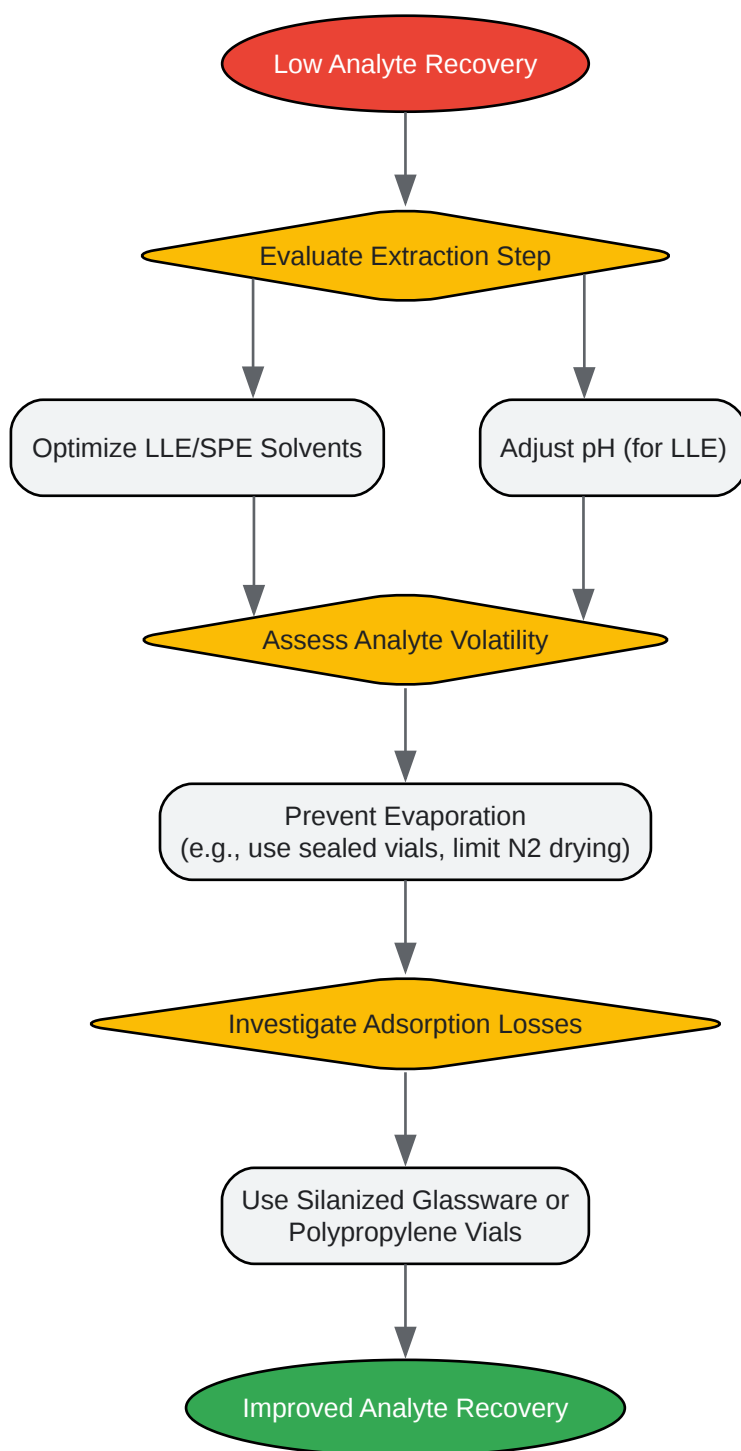 Low Analyte Recovery
Evaluate Extraction Step
Optimize LLE/SPE Solvents
Adjust pH (for LLE)
Assess Analyte Volatility
Prevent Evaporation
(e.g., use sealed vials, limit N2 drying)
Investigate Adsorption Losses
Use Silanized Glassware or
Polypropylene Vials
Improved Analyte Recovery